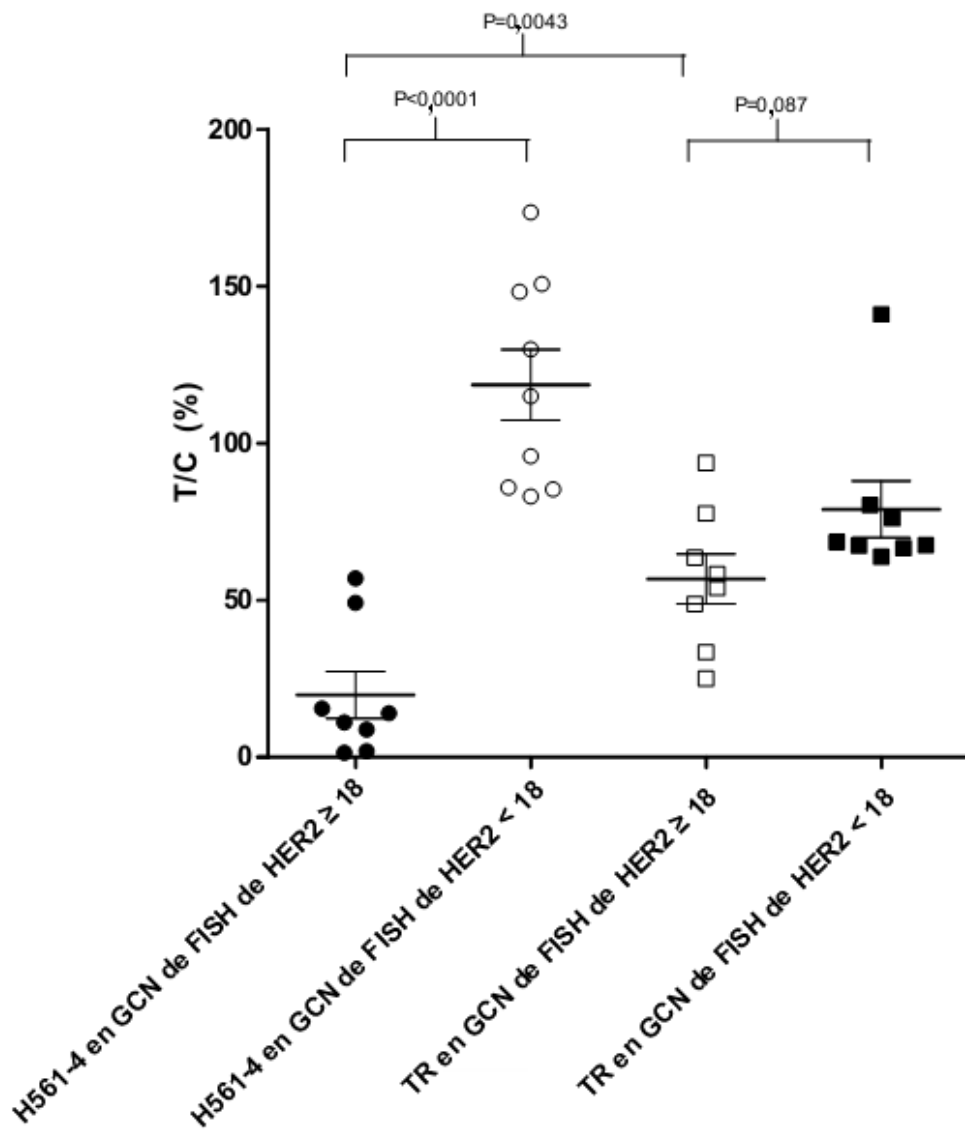 P=0,0043
P<0,0001
P=0,087
200
150
100
50
0
T/C (%)
H561-4 en GCN de FISH de HER2 ≥ 18
H561-4 en GCN de FISH de HER2 < 18
TR en GCN de FISH de HER2 ≥ 18
TR en GCN de FISH de HER2 < 18